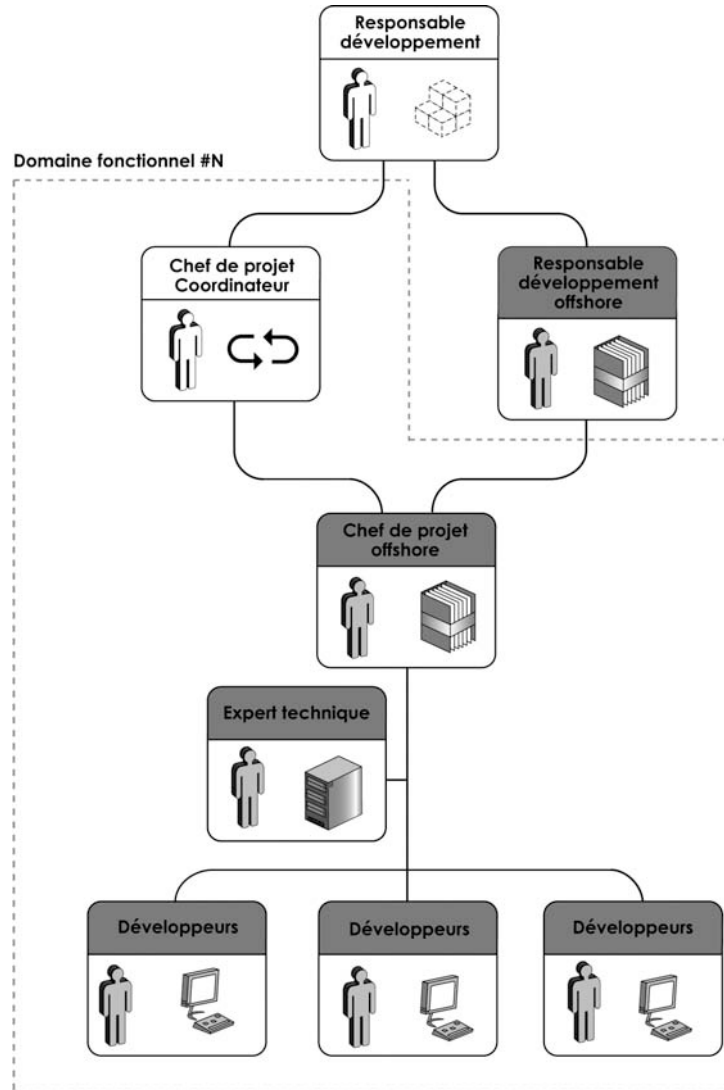 Responsable
développement
Domaine fonctionnel #N
Chef de projet
Coordinateur
Responsable
développement
offshore
Chef de projet
offshore
Expert technique
Développeurs
Développeurs
Développeurs